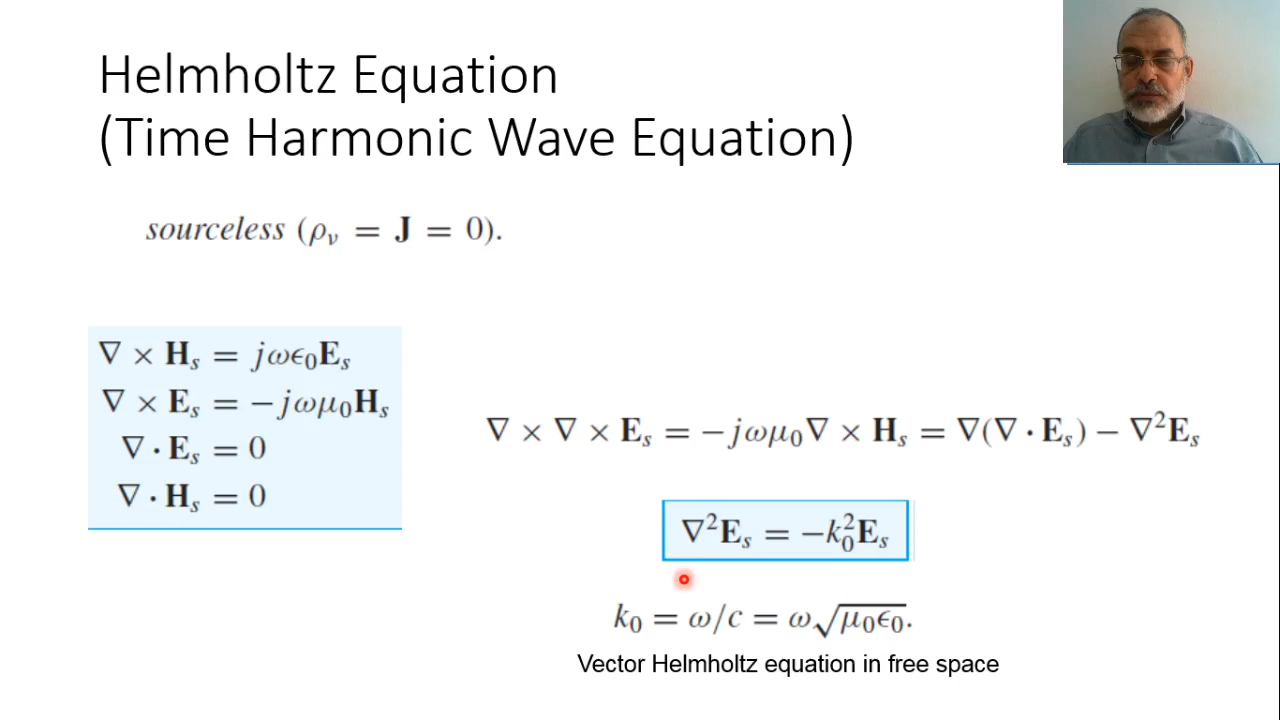 Helmholtz Equation
(Time Harmonic Wave Equation)
sourceless (ρᵥ = J = 0).
∇ × Hₛ = jωϵ₀Eₛ
∇ × Eₛ = −jωμ₀Hₛ
∇ · Eₛ = 0
∇ · Hₛ = 0
∇ × ∇ × Eₛ = −jωμ₀∇ × Hₛ = ∇(∇ · Eₛ) − ∇²Eₛ
∇²Eₛ = −k₀²Eₛ
k₀ = ω/c = ω√(μ₀ϵ₀).
Vector Helmholtz equation in free space